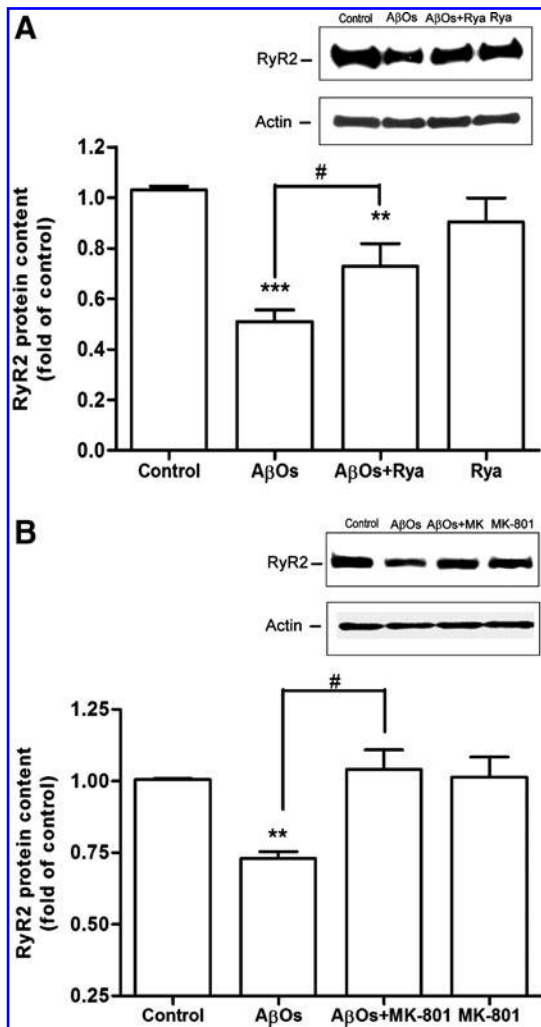 A
Control AβOs AβOs+Rya Rya
RyR2 –
Actin –
RyR2 protein content
(fold of control)
1.2
1.0
0.8
0.6
0.4
0.2
0.0
#
***
**
Control AβOs AβOs+Rya Rya
B
Control AβOs AβOs+MK MK-801
RyR2 –
Actin –
RyR2 protein content
(fold of control)
1.25
1.00
0.75
0.50
0.25
#
**
Control AβOs AβOs+MK-801 MK-801